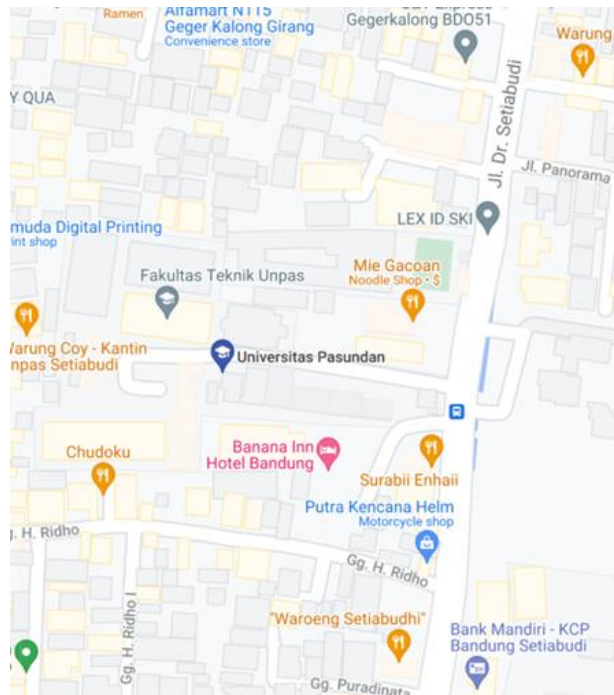 Ramen
Alfamart N115
Geger Kalong Girang
Convenience store
Gegerkalong BDO51
Warung
Y QUA
Jl. Dr. Setiabudi
Jl. Panorama
LEX ID SKI
muda Digital Printing
rint shop
Fakultas Teknik Unpas
Mie Gacoan
Noodle Shop • $
Warung Coy - Kantin
npas Setiabudi
Universitas Pasundan
Banana Inn
Hotel Bandung
Chudoku
Surabii Enhaii
Putra Kencana Helm
Motorcycle shop
g. H. Ridho
Gg. H. Ridho
Gg. H. Ridho I
"Waroeng Setiabudhi"
Bank Mandiri - KCP
Bandung Setiabudi
Gg. Puradinata